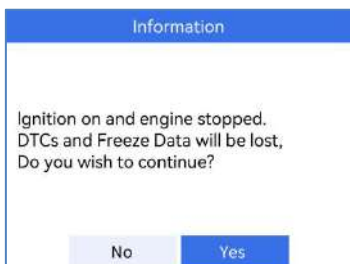 Information
Ignition on and engine stopped.
DTCs and Freeze Data will be lost,
Do you wish to continue?
No
Yes